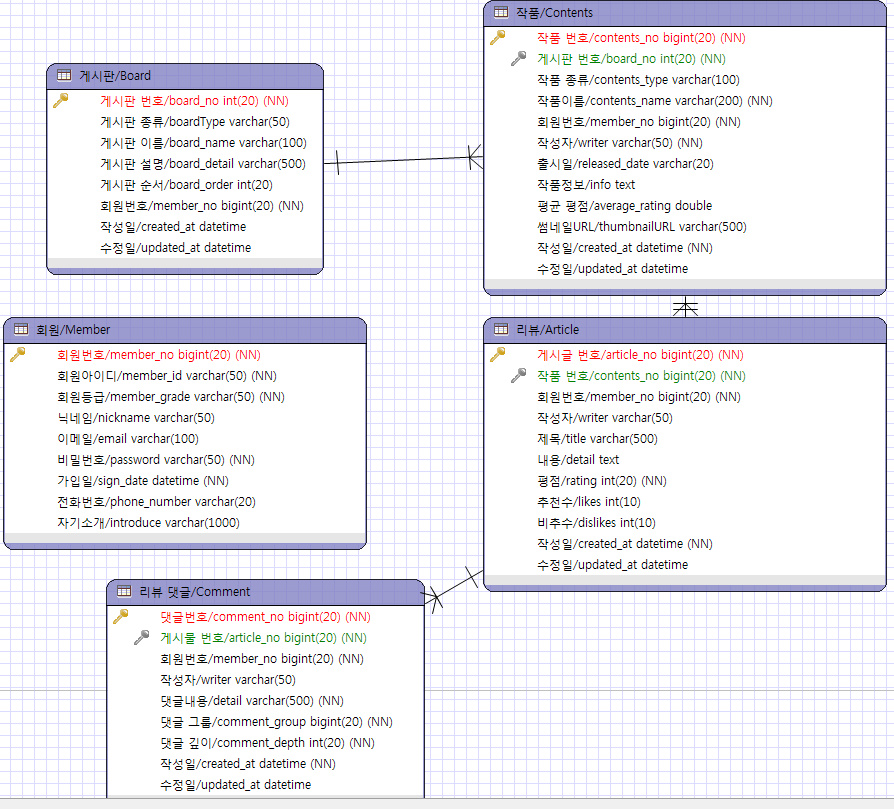 게시판/Board
게시판 번호/board_no int(20) (NN)
게시판 종류/boardType varchar(50)
게시판 이름/board_name varchar(100)
게시판 설명/board_detail varchar(500)
게시판 순서/board_order int(20)
회원번호/member_no bigint(20) (NN)
작성일/created_at datetime
수정일/updated_at datetime
작품/Contents
작품 번호/contents_no bigint(20) (NN)
게시판 번호/board_no int(20) (NN)
작품 종류/contents_type varchar(100)
작품이름/contents_name varchar(200) (NN)
회원번호/member_no bigint(20) (NN)
작성자/writer varchar(50) (NN)
출시일/released_date varchar(20)
작품정보/info text
평균 평점/average_rating double
썸네일URL/thumbnailURL varchar(500)
작성일/created_at datetime (NN)
수정일/updated_at datetime
회원/Member
회원번호/member_no bigint(20) (NN)
회원아이디/member_id varchar(50) (NN)
회원등급/member_grade varchar(50) (NN)
닉네임/nickname varchar(50)
이메일/email varchar(100)
비밀번호/password varchar(50) (NN)
가입일/sign_date datetime (NN)
전화번호/phone_number varchar(20)
자기소개/introduce varchar(1000)
리뷰/Article
게시글 번호/article_no bigint(20) (NN)
작품 번호/contents_no bigint(20) (NN)
회원번호/member_no bigint(20) (NN)
작성자/writer varchar(50)
제목/title varchar(500)
내용/detail text
평점/rating int(20) (NN)
추천수/likes int(10)
비추수/dislikes int(10)
작성일/created_at datetime (NN)
수정일/updated_at datetime
리뷰 댓글/Comment
댓글번호/comment_no bigint(20) (NN)
게시물 번호/article_no bigint(20) (NN)
회원번호/member_no bigint(20) (NN)
작성자/writer varchar(50)
댓글내용/detail varchar(500) (NN)
댓글 그룹/comment_group bigint(20) (NN)
댓글 깊이/comment_depth int(20) (NN)
작성일/created_at datetime (NN)
수정일/updated_at datetime